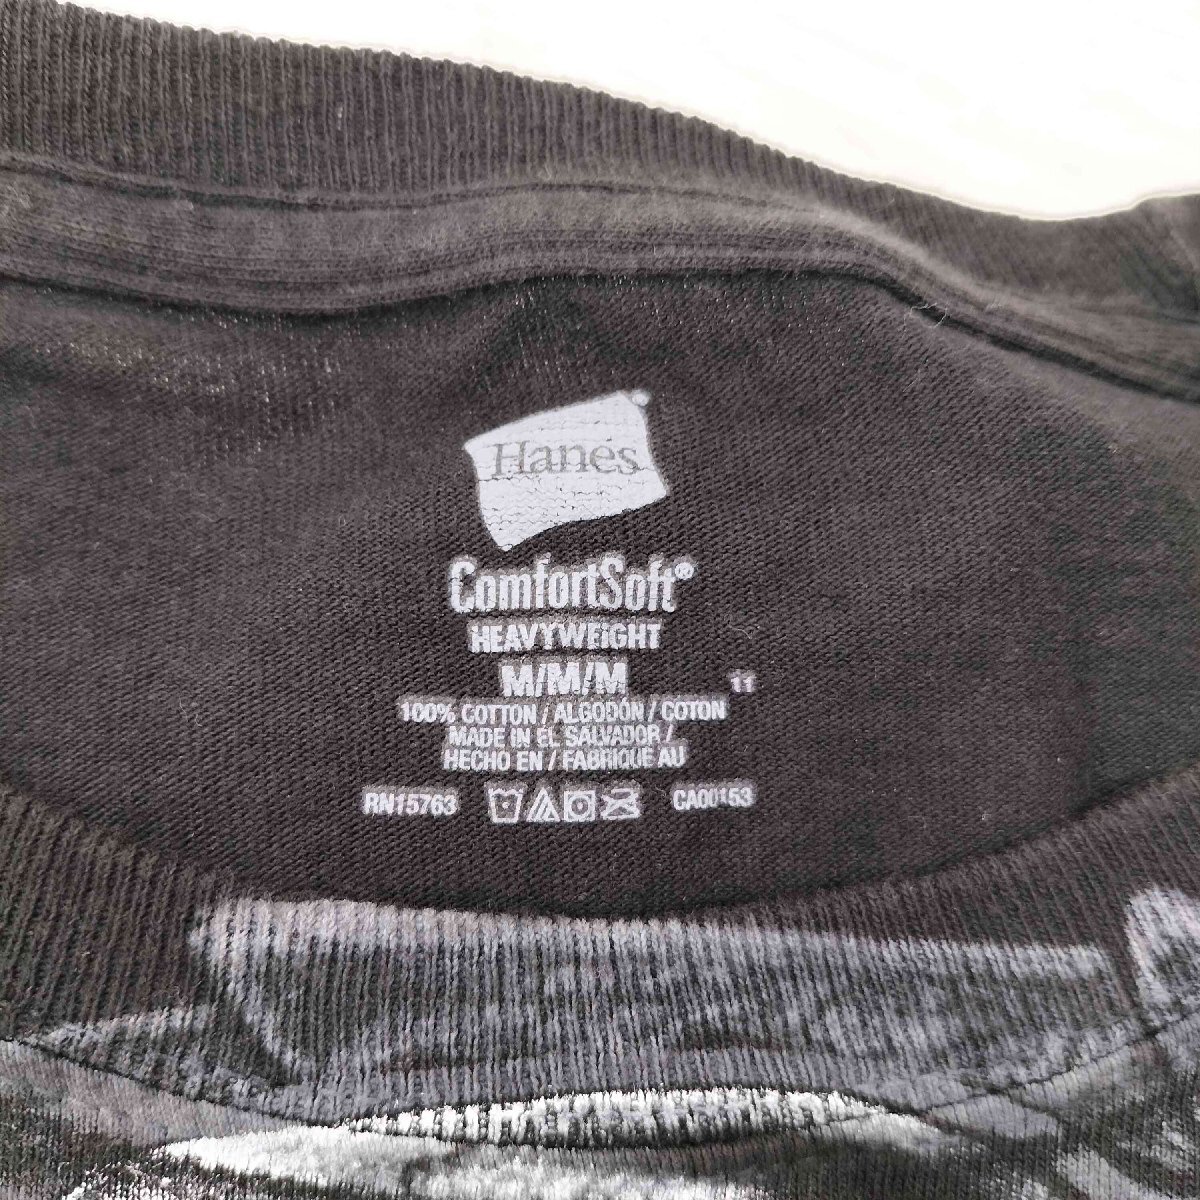 Hanes
ComfortSoft®
HEAVYWEIGHT
M/M/M 11
100% COTTON / ALGODÓN / COTON
MADE IN EL SALVADOR /
HECHO EN / FABRIQUE AU
RN15763 CA00153